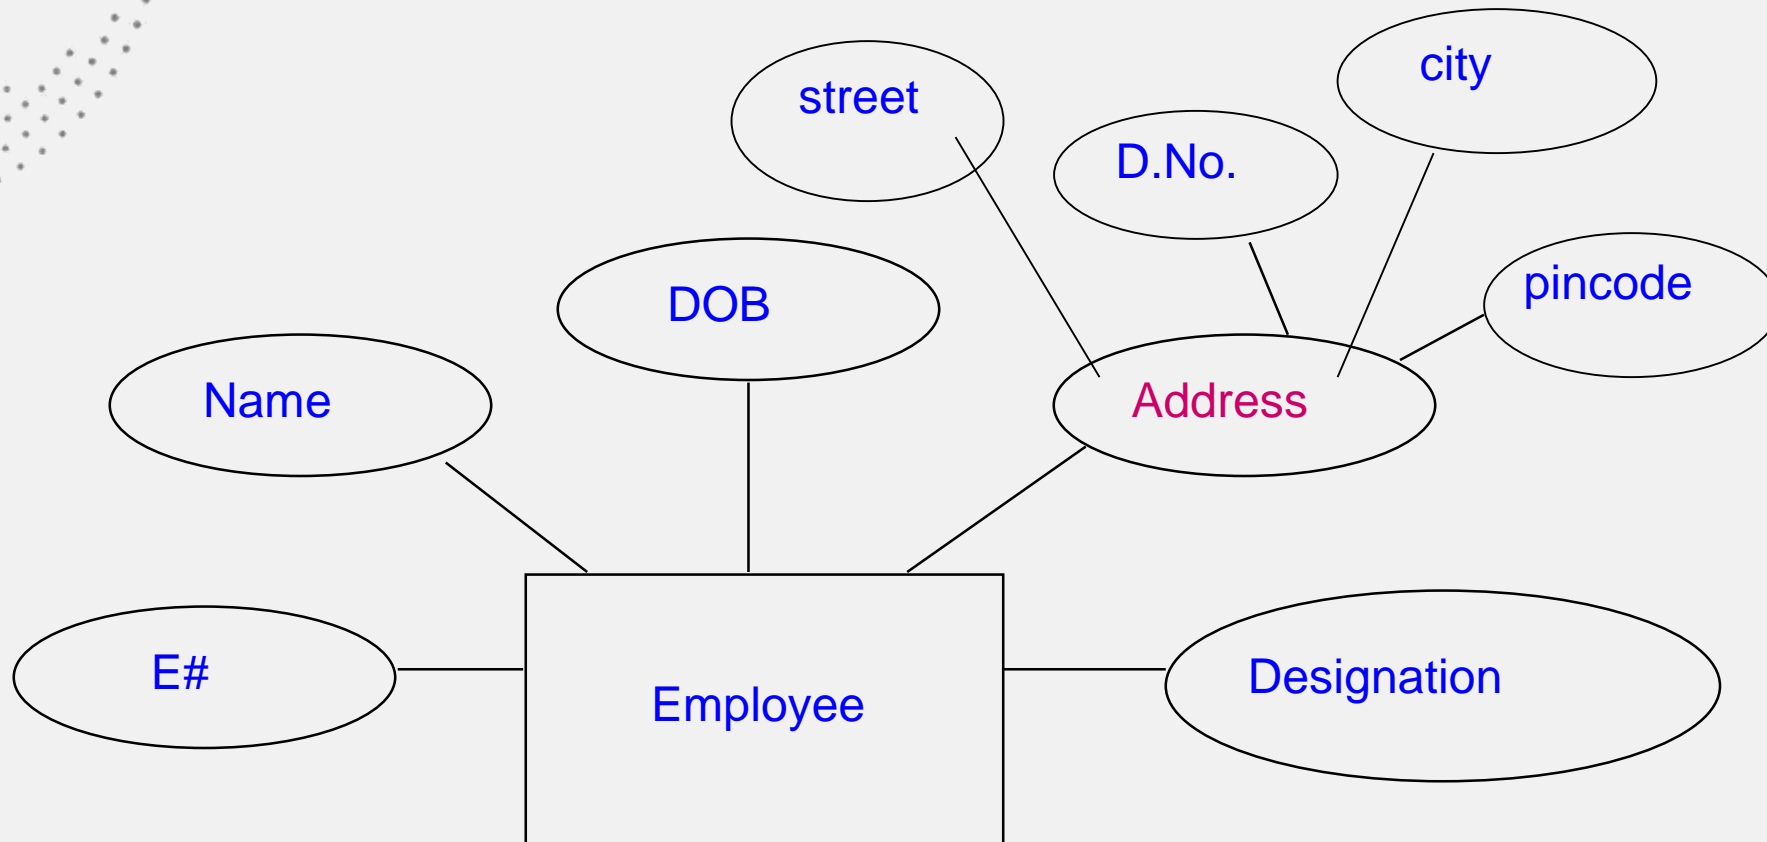 city
street
D.No.
pincode
DOB
Name
Address
E#
Designation
Employee